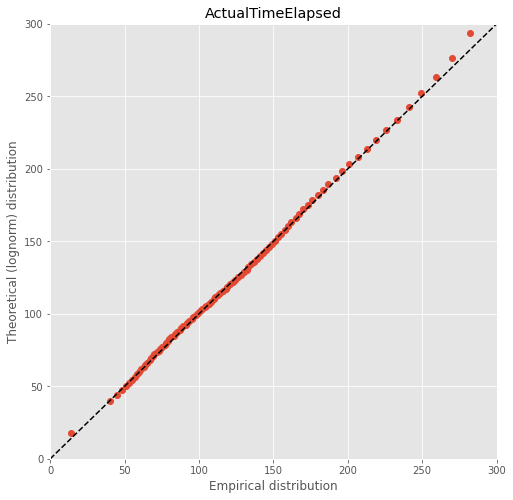 ActualTimeElapsed
300
250
200
150
100
50
0
Theoretical (lognorm) distribution
0 50 100 150 200 250 300
Empirical distribution